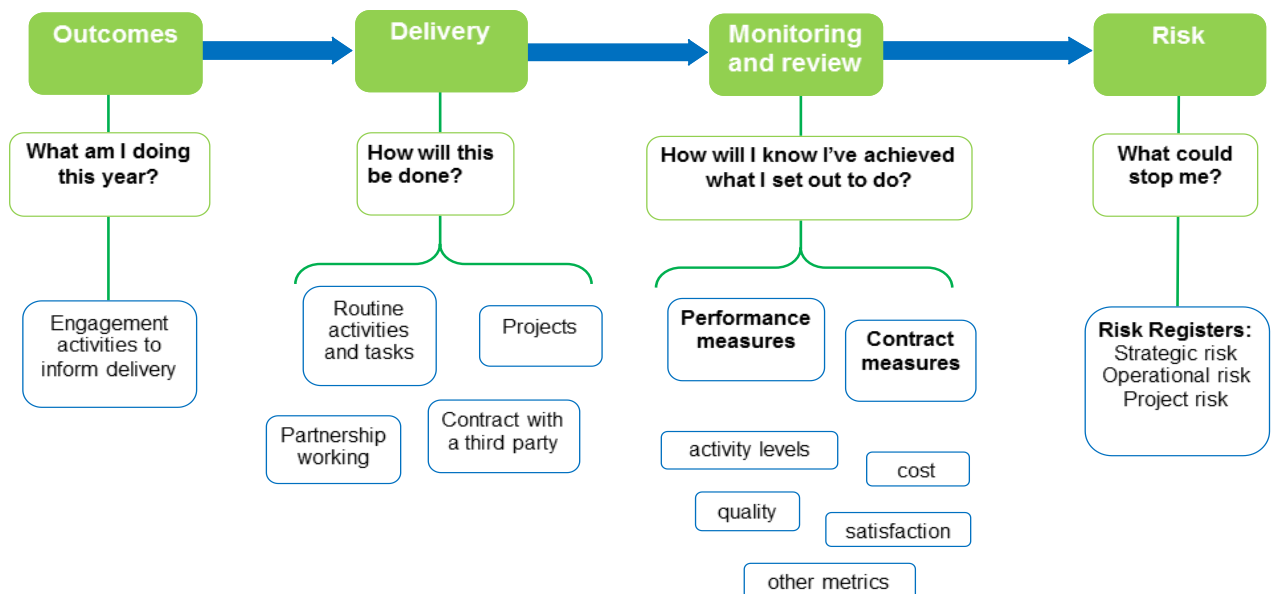 Outcomes
Delivery
Monitoring
and review
Risk
What am I doing
this year?
How will this
be done?
How will I know I’ve achieved
what I set out to do?
What could
stop me?
Engagement
activities to
inform delivery
Routine
activities
and tasks
Projects
Partnership
working
Contract with
a third party
Performance
measures
Contract
measures
activity levels
cost
quality
satisfaction
other metrics
Risk Registers:
Strategic risk
Operational risk
Project risk